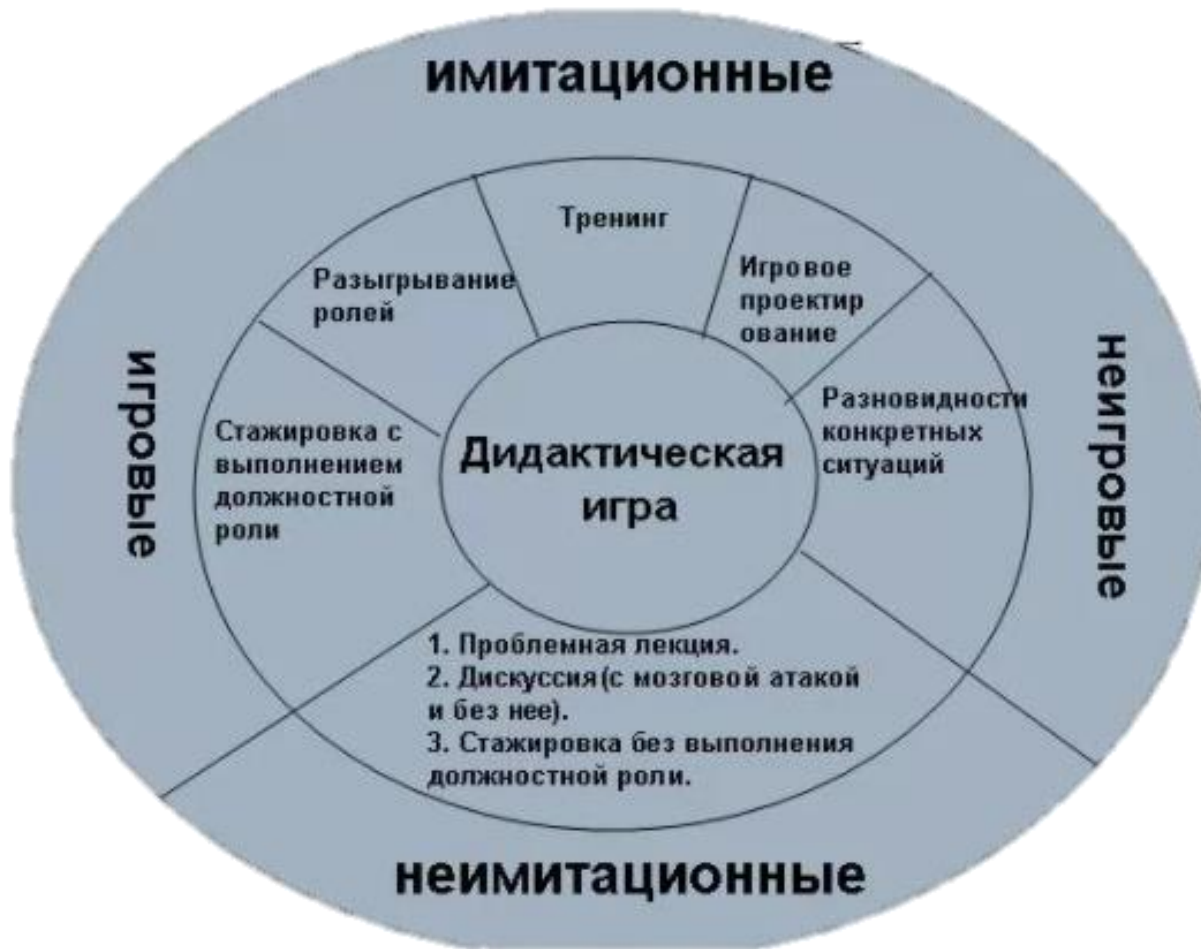 имитационные
Тренинг
Разыгрывание
ролей
Игровое
проектир
ование
игровые
неигровые
Стажировка с
выполнением
должностной
роли
Разновидности
конкретных
ситуаций
Дидактическая
игра
1. Проблемная лекция.
2. Дискуссия(с мозговой атакой
и без нее).
3. Стажировка без выполнения
должностной роли.
неимитационные